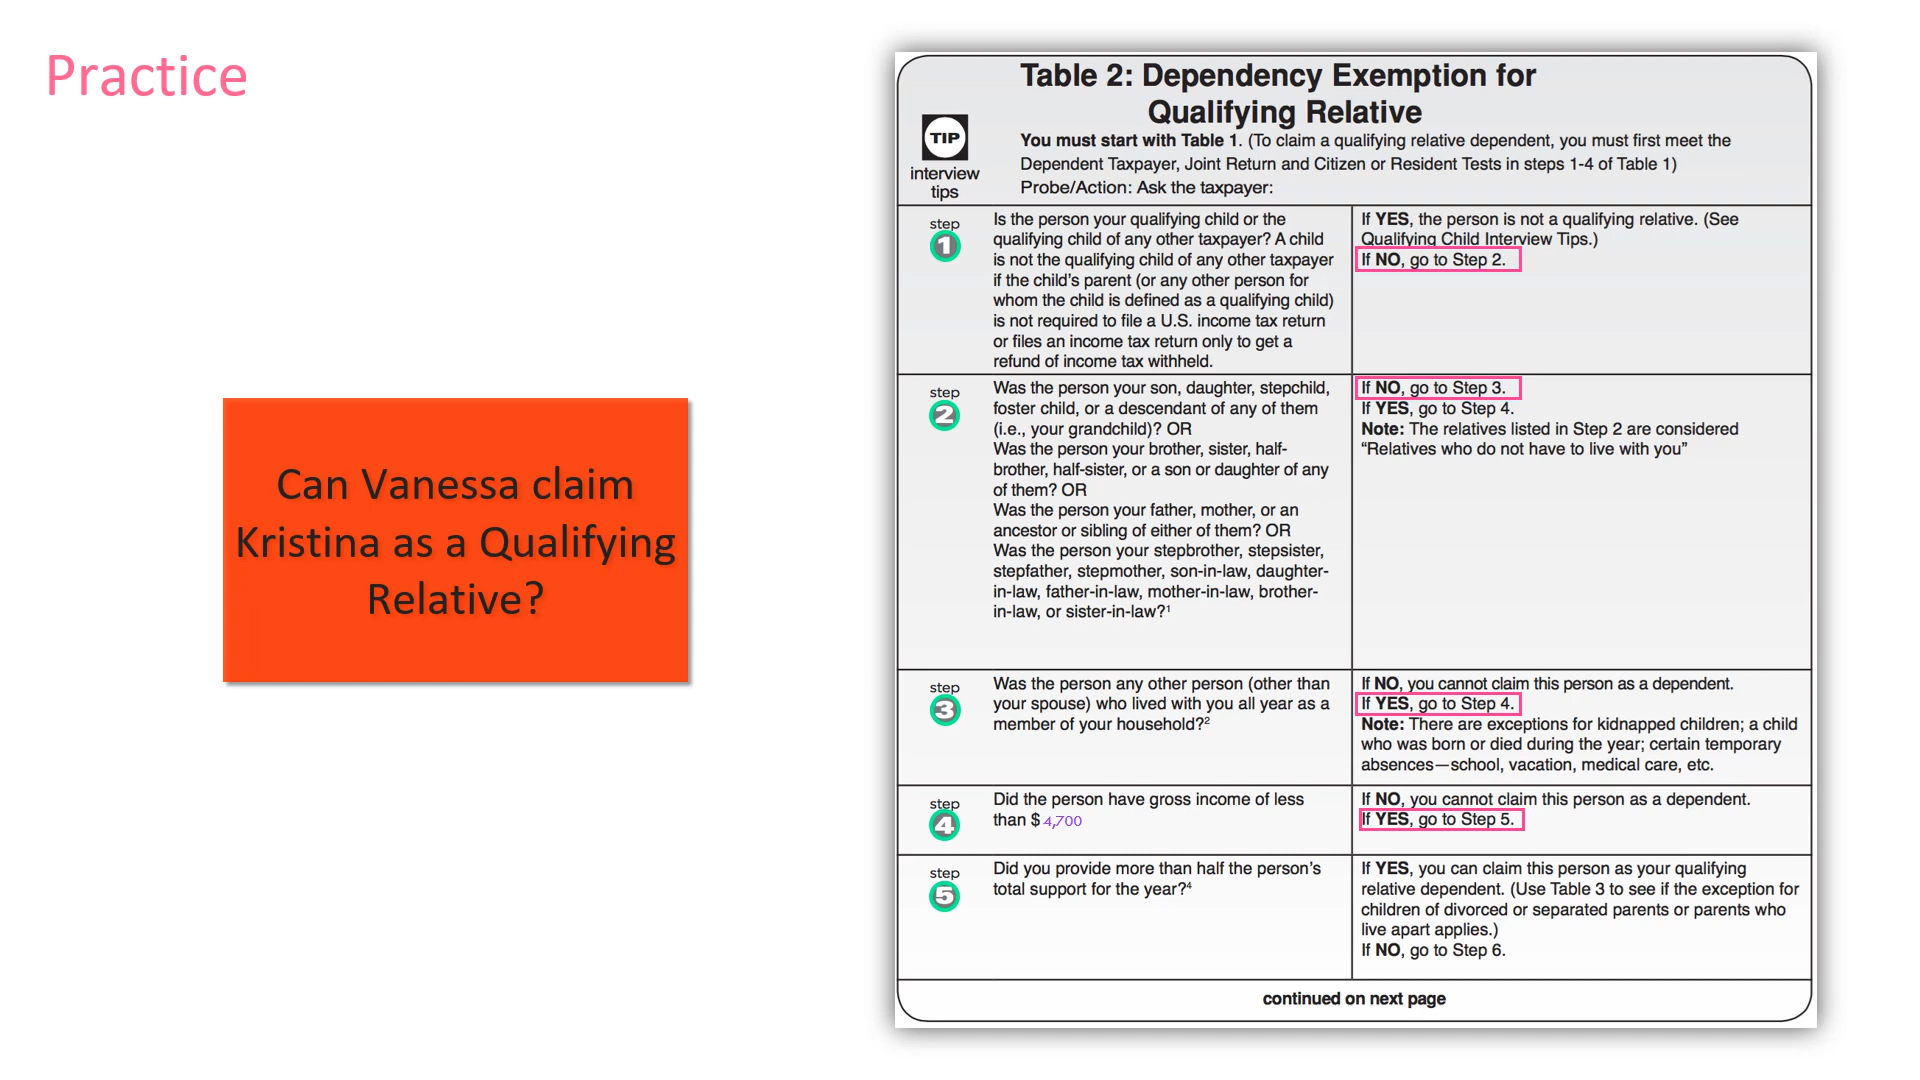 Practice
Can Vanessa claim
Kristina as a Qualifying
Relative?
Table 2: Dependency Exemption for
Qualifying Relative
TIP
interview
tips
You must start with Table 1. (To claim a qualifying relative dependent, you must first meet the
Dependent Taxpayer, Joint Return and Citizen or Resident Tests in steps 1-4 of Table 1)
Probe/Action: Ask the taxpayer:
step
1
Is the person your qualifying child or the
qualifying child of any other taxpayer? A child
is not the qualifying child of any other taxpayer
if the child's parent (or any other person for
whom the child is defined as a qualifying child)
is not required to file a U.S. income tax return
or files an income tax return only to get a
refund of income tax withheld.
If YES, the person is not a qualifying relative. (See
Qualifying Child Interview Tips.)
If NO, go to Step 2.
step
2
Was the person your son, daughter, stepchild,
foster child, or a descendant of any of them
(i.e., your grandchild)? OR
Was the person your brother, sister, half-
brother, half-sister, or a son or daughter of any
of them? OR
Was the person your father, mother, or an
ancestor or sibling of either of them? OR
Was the person your stepbrother, stepsister,
stepfather, stepmother, son-in-law, daughter-
in-law, father-in-law, mother-in-law, brother-
in-law, or sister-in-law?¹
If NO, go to Step 3.
If YES, go to Step 4.
Note: The relatives listed in Step 2 are considered
“Relatives who do not have to live with you”
step
3
Was the person any other person (other than
your spouse) who lived with you all year as a
member of your household?²
If NO, you cannot claim this person as a dependent.
If YES, go to Step 4.
Note: There are exceptions for kidnapped children; a child
who was born or died during the year; certain temporary
absences—school, vacation, medical care, etc.
step
4
Did the person have gross income of less
than $ 4,700
If NO, you cannot claim this person as a dependent.
If YES, go to Step 5.
step
5
Did you provide more than half the person's
total support for the year?⁴
If YES, you can claim this person as your qualifying
relative dependent. (Use Table 3 to see if the exception for
children of divorced or separated parents or parents who
live apart applies.)
If NO, go to Step 6.
continued on next page